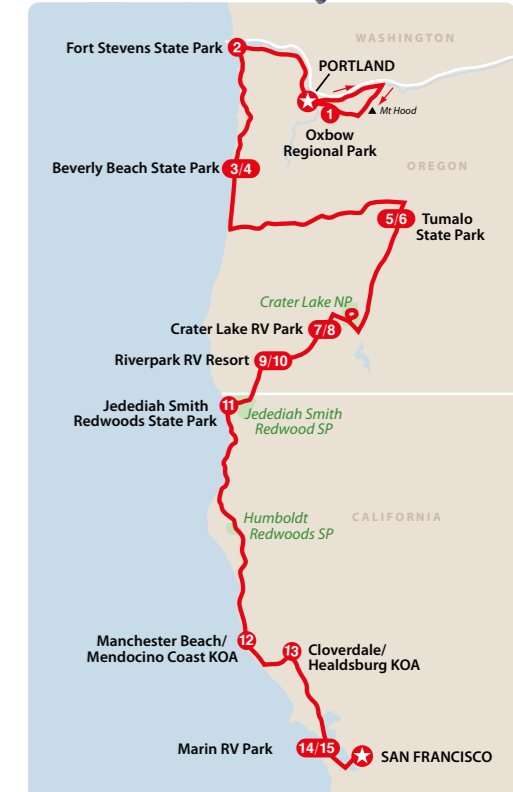 WASHINGTON
Fort Stevens State Park
2
PORTLAND
1
Mt Hood
Oxbow
Regional Park
OREGON
Beverly Beach State Park
3/4
5/6
Tumalo
State Park
Crater Lake NP
Crater Lake RV Park
7/8
Riverpark RV Resort
9/10
Jedediah Smith
Redwoods State Park
11
Jedediah Smith
Redwood SP
Humboldt
Redwoods SP
CALIFORNIA
Manchester Beach/
Mendocino Coast KOA
12
13
Cloverdale/
Healdsburg KOA
Marin RV Park
14/15
SAN FRANCISCO